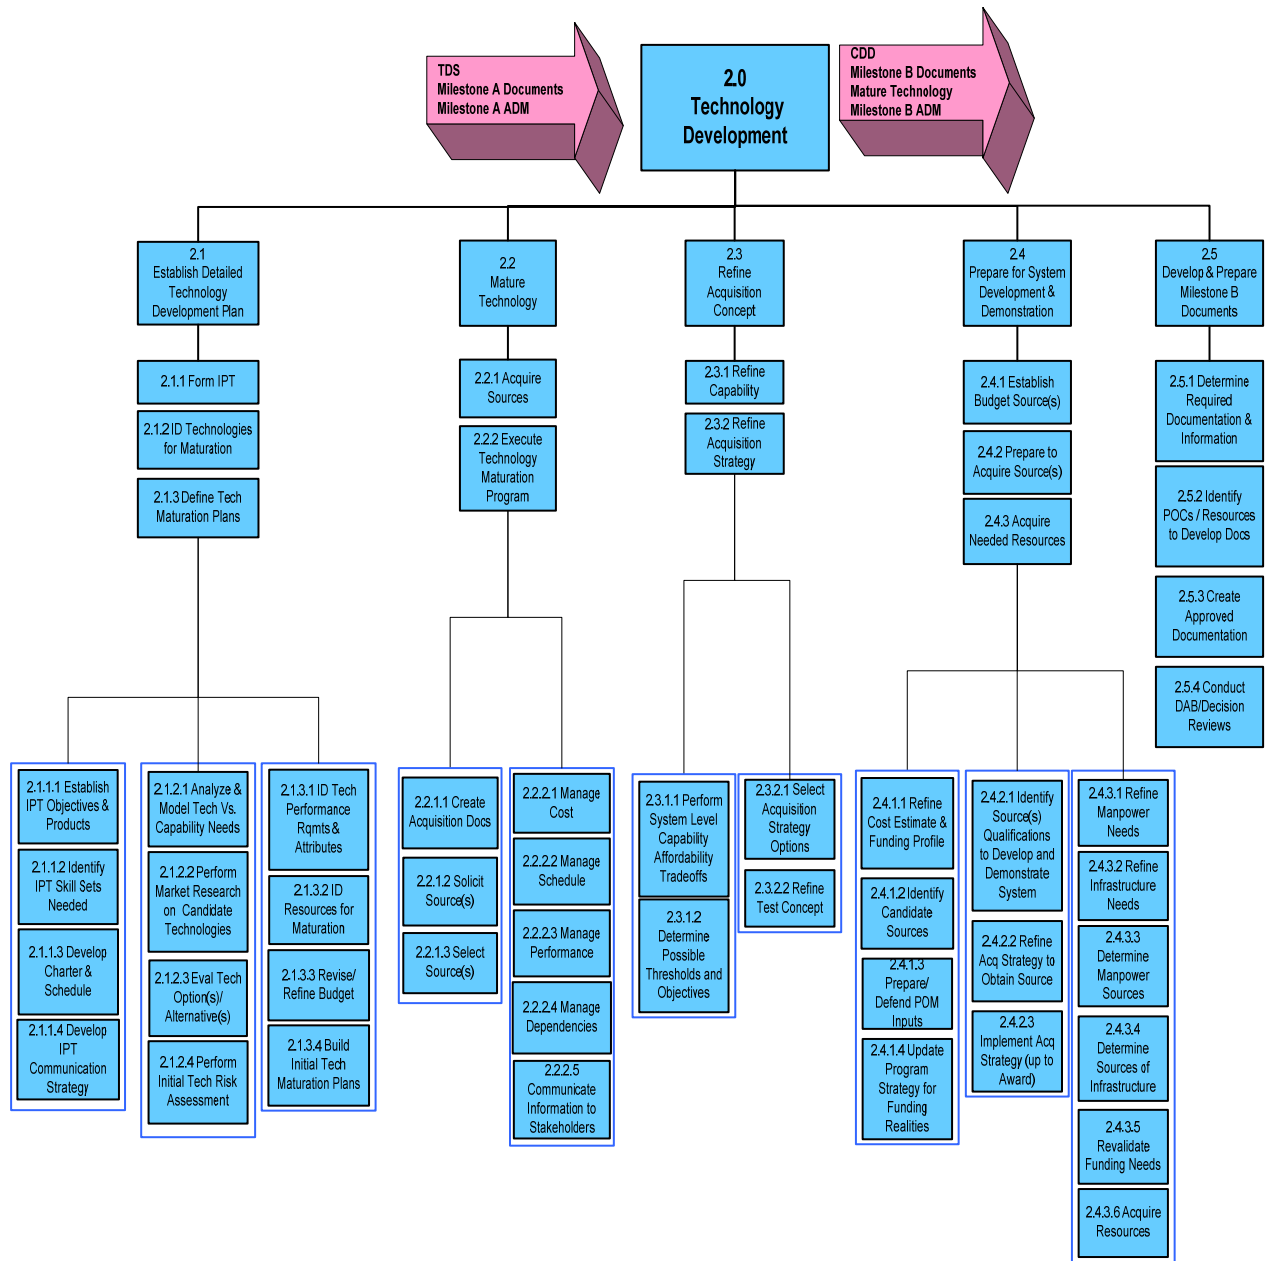 TDS
Milestone A Documents
Milestone A ADM
2.0
Technology
Development
CDD
Milestone B Documents
Mature Technology
Milestone B ADM
2.1
Establish Detailed
Technology
Development Plan
2.2
Mature
Technology
2.3
Refine
Acquisition
Concept
2.4
Prepare for System
Development &
Demonstration
2.5
Develop & Prepare
Milestone B
Documents
2.1.1 Form IPT
2.1.2 ID Technologies
for Maturation
2.1.3 Define Tech
Maturation Plans
2.2.1 Acquire
Sources
2.2.2 Execute
Technology
Maturation
Program
2.3.1 Refine
Capability
2.3.2 Refine
Acquisition
Strategy
2.4.1 Establish
Budget Source(s)
2.4.2 Prepare to
Acquire Source(s)
2.4.3 Acquire
Needed Resources
2.5.1 Determine
Required
Documentation &
Information
2.5.2 Identify
POCs / Resources
to Develop Docs
2.5.3 Create
Approved
Documentation
2.5.4 Conduct
DAB/Decision
Reviews
2.1.1.1 Establish
IPT Objectives &
Products
2.1.1.2 Identify
IPT Skill Sets
Needed
2.1.1.3 Develop
Charter &
Schedule
2.1.1.4 Develop
IPT
Communication
Strategy
2.1.2.1 Analyze &
Model Tech Vs.
Capability Needs
2.1.2.2 Perform
Market Research
on Candidate
Technologies
2.1.2.3 Eval Tech
Option(s)/
Alternative(s)
2.1.2.4 Perform
Initial Tech Risk
Assessment
2.1.3.1 ID Tech
Performance
Rqmts &
Attributes
2.1.3.2 ID
Resources for
Maturation
2.1.3.3 Revise/
Refine Budget
2.1.3.4 Build
Initial Tech
Maturation Plans
2.2.1.1 Create
Acquisition Docs
2.2.1.2 Solicit
Source(s)
2.2.1.3 Select
Source(s)
2.2.2.1 Manage
Cost
2.2.2.2 Manage
Schedule
2.2.2.3 Manage
Performance
2.2.2.4 Manage
Dependencies
2.2.2.5
Communicate
Information to
Stakeholders
2.3.1.1 Perform
System Level
Capability
Affordability
Tradeoffs
2.3.1.2
Determine
Possible
Thresholds and
Objectives
2.3.2.1 Select
Acquisition
Strategy
Options
2.3.2.2 Refine
Test Concept
2.4.1.1 Refine
Cost Estimate &
Funding Profile
2.4.1.2 Identify
Candidate
Sources
2.4.1.3
Prepare/
Defend POM
Inputs
2.4.1.4 Update
Program
Strategy for
Funding
Realities
2.4.2.1 Identify
Source(s)
Qualifications
to Develop and
Demonstrate
System
2.4.2.2 Refine
Acq Strategy to
Obtain Source
2.4.2.3
Implement Acq
Strategy (up to
Award)
2.4.3.1 Refine
Manpower
Needs
2.4.3.2 Refine
Infrastructure
Needs
2.4.3.3
Determine
Manpower
Sources
2.4.3.4
Determine
Sources of
Infrastructure
2.4.3.5
Revalidate
Funding Needs
2.4.3.6 Acquire
Resources